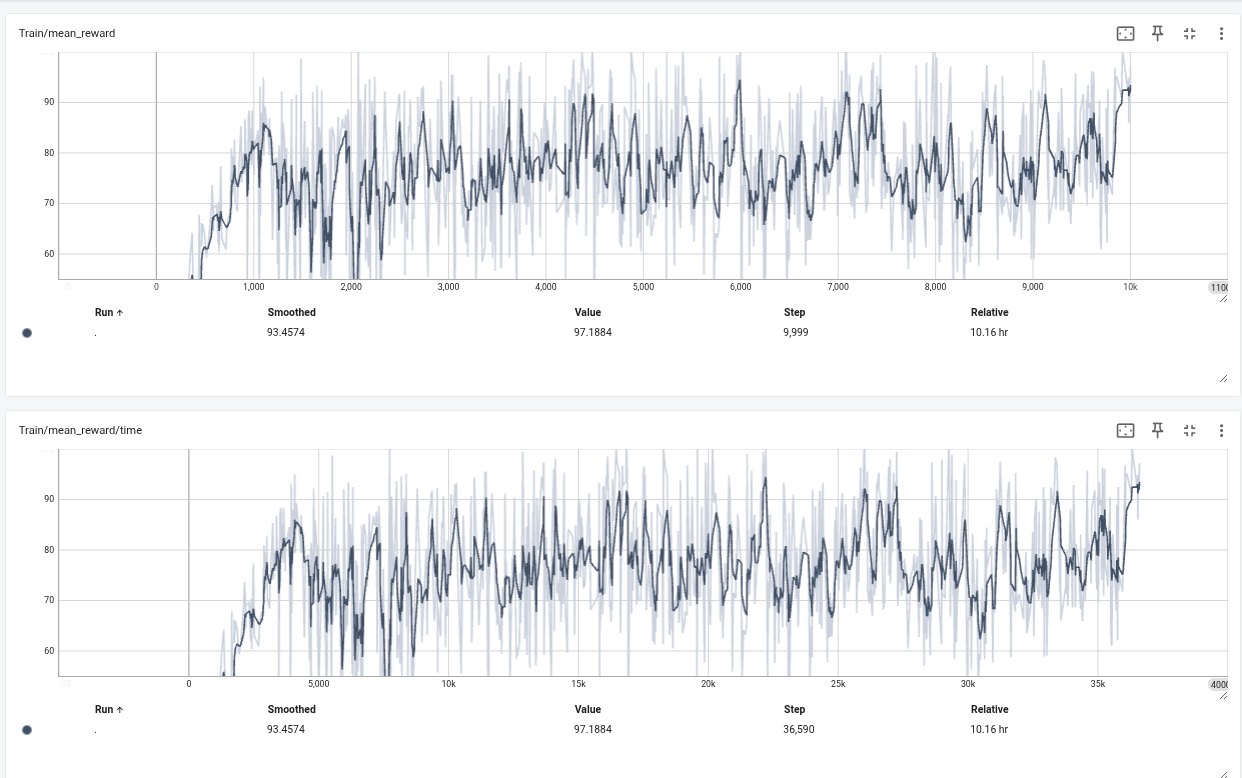 Train/mean_reward
90
80
70
60
0 1,000 2,000 3,000 4,000 5,000 6,000 7,000 8,000 9,000 10k 1100
Run ↑ Smoothed Value Step Relative
. 93.4574 97.1884 9,999 10.16 hr
Train/mean_reward/time
90
80
70
60
0 5,000 10k 15k 20k 25k 30k 35k 4000
Run ↑ Smoothed Value Step Relative
. 93.4574 97.1884 36,590 10.16 hr